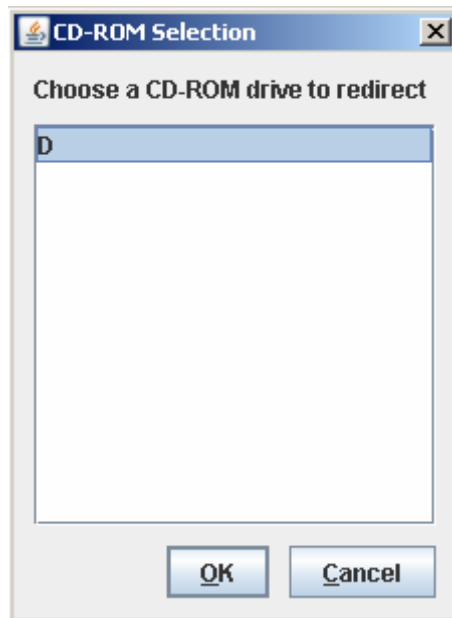 CD-ROM Selection
Choose a CD-ROM drive to redirect
D
OK
Cancel